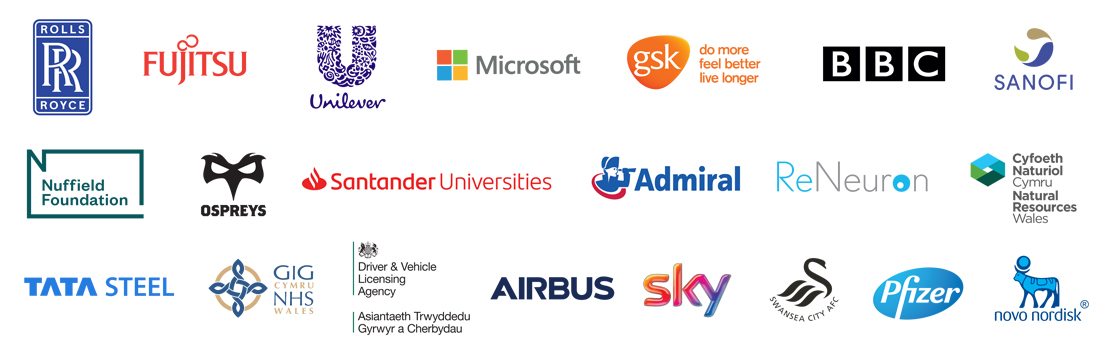 ROLLS
RR
ROYCE
FUJITSU
U
Unilever
Microsoft
gsk
do more
feel better
live longer
BBC
SANOFI
N
Nuffield
Foundation
OSPREYS
Santander Universities
Admiral
ReNeuron
Cyfoeth
Naturiol
Cymru
Natural
Resources
Wales
TATA STEEL
GIG
CYMRU
NHS
WALES
Driver & Vehicle
Licensing
Agency
Asiantaeth Trwyddedu
Gyrwyr a Cherbydau
AIRBUS
sky
SWANSEA CITY AFC
Pfizer
novo nordisk®